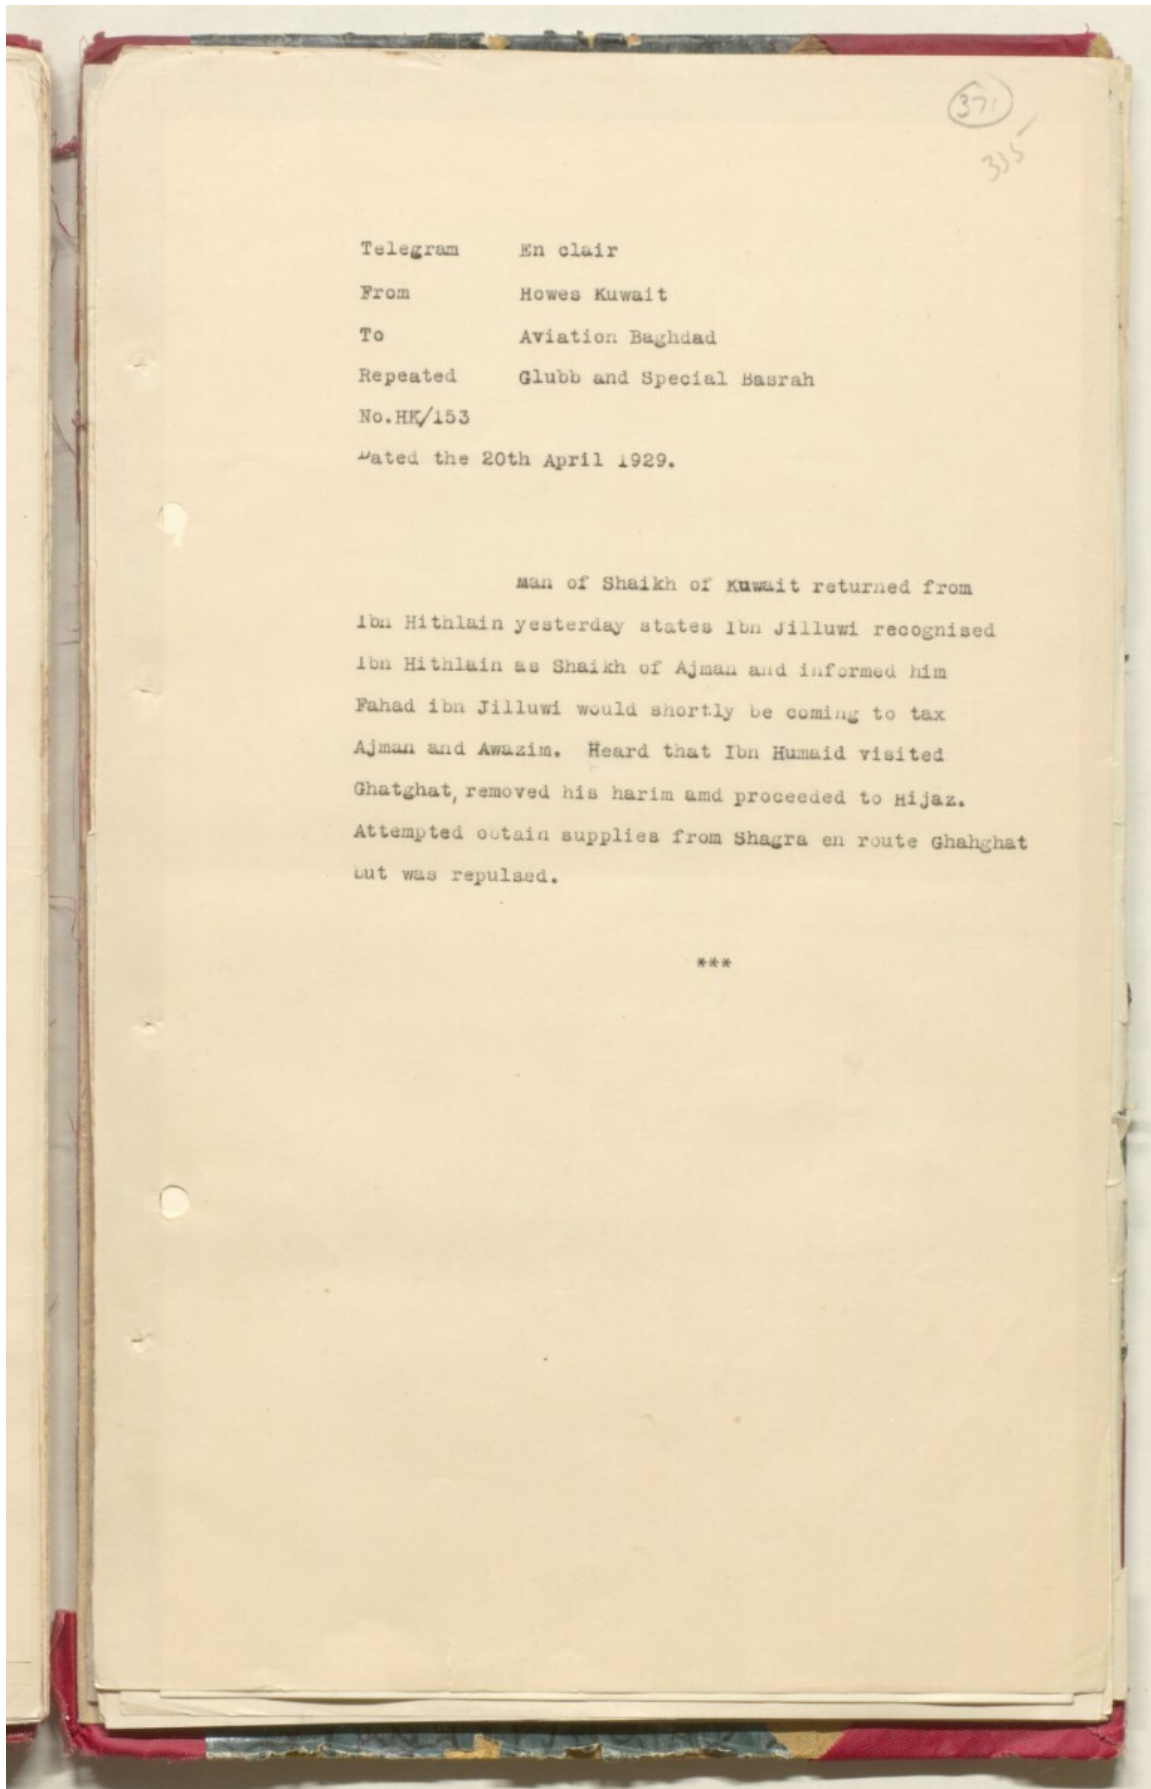 371
335
Telegram En clair
From Howes Kuwait
To Aviation Baghdad
Repeated Glubb and Special Basrah
No.HK/153
Dated the 20th April 1929.
Man of Shaikh of Kuwait returned from
Ibn Hithlain yesterday states Ibn Jilluwi recognised
Ibn Hithlain as Shaikh of Ajman and informed him
Fahad ibn Jilluwi would shortly be coming to tax
Ajman and Awazim. Heard that Ibn Humaid visited
Ghatghat, removed his harim amd proceeded to Hijaz.
Attempted obtain supplies from Shagra en route Ghahghat
but was repulsed.
***